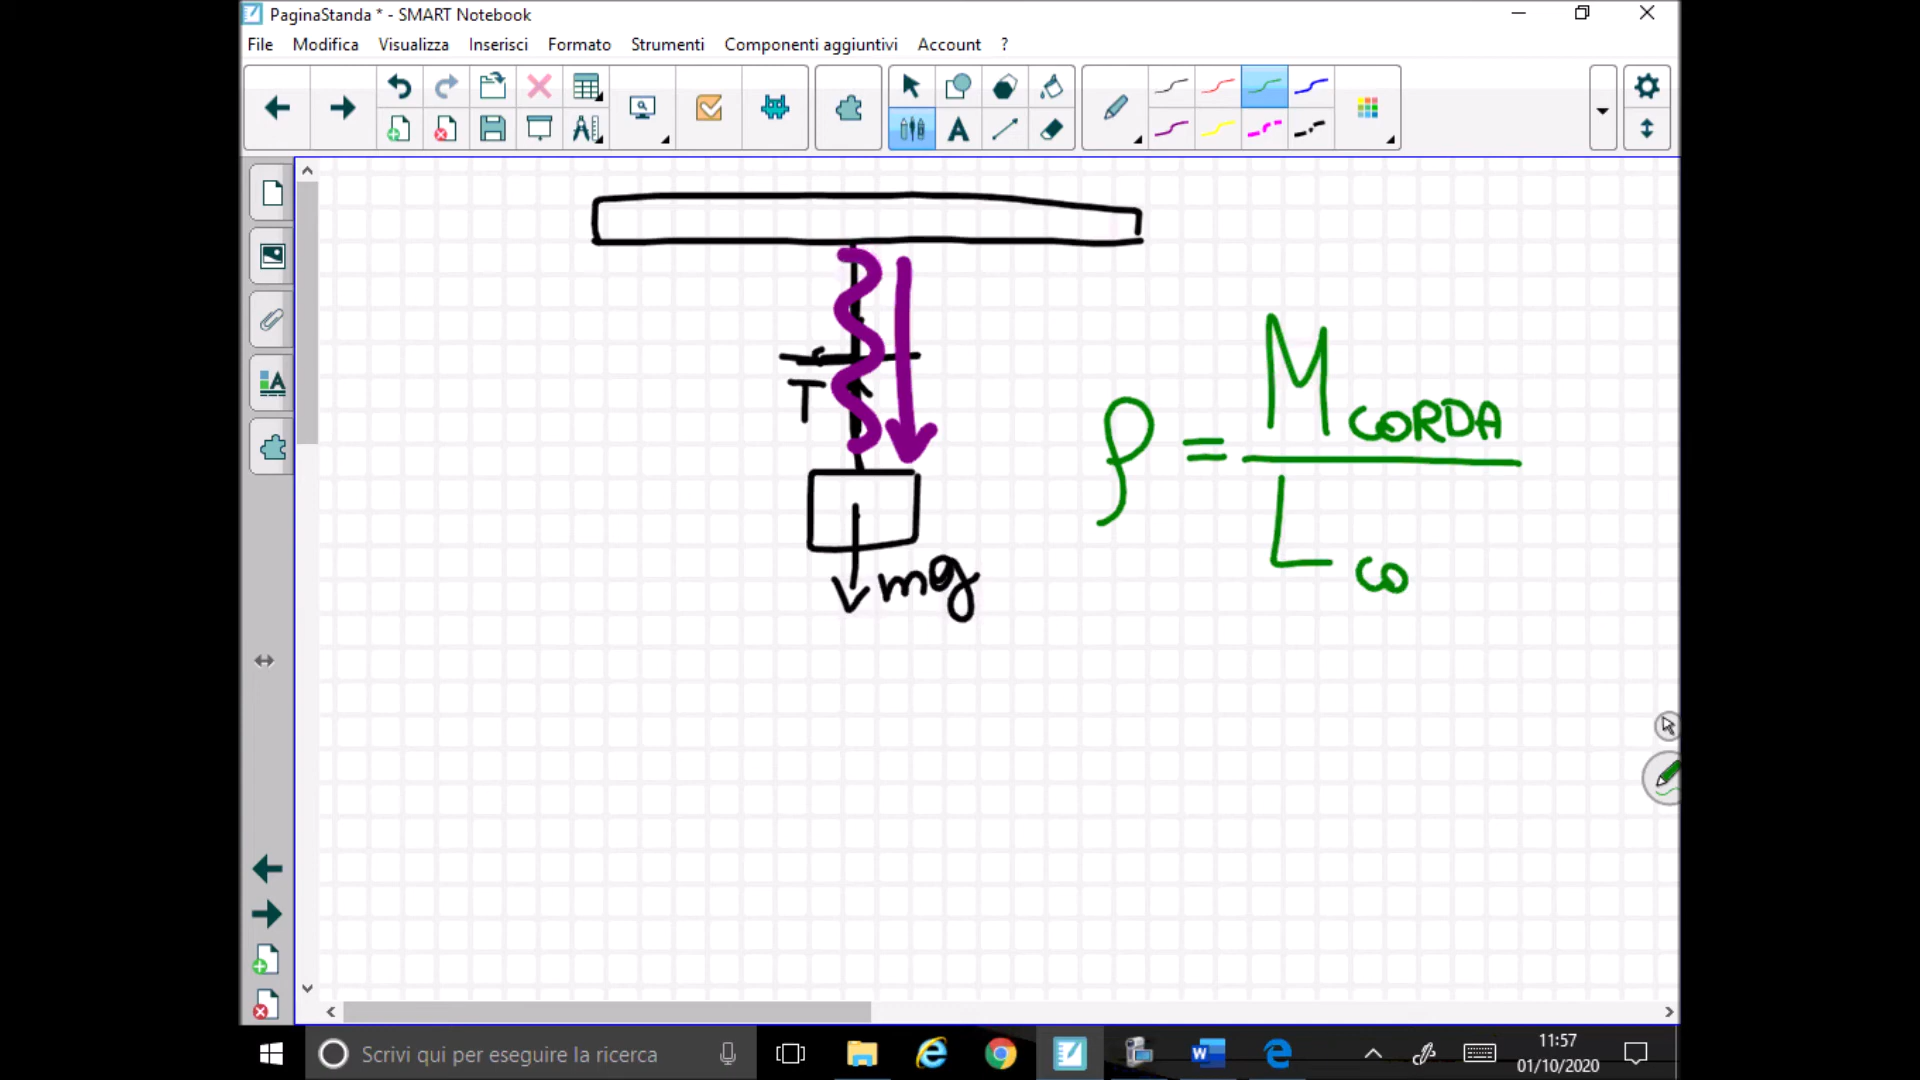 PaginaStanda * - SMART Notebook
File Modifica Visualizza Inserisci Formato Strumenti Componenti aggiuntivi Account ?
T
mg
ρ = M CORDA
L CO
Scrivi qui per eseguire la ricerca
11:57
01/10/2020